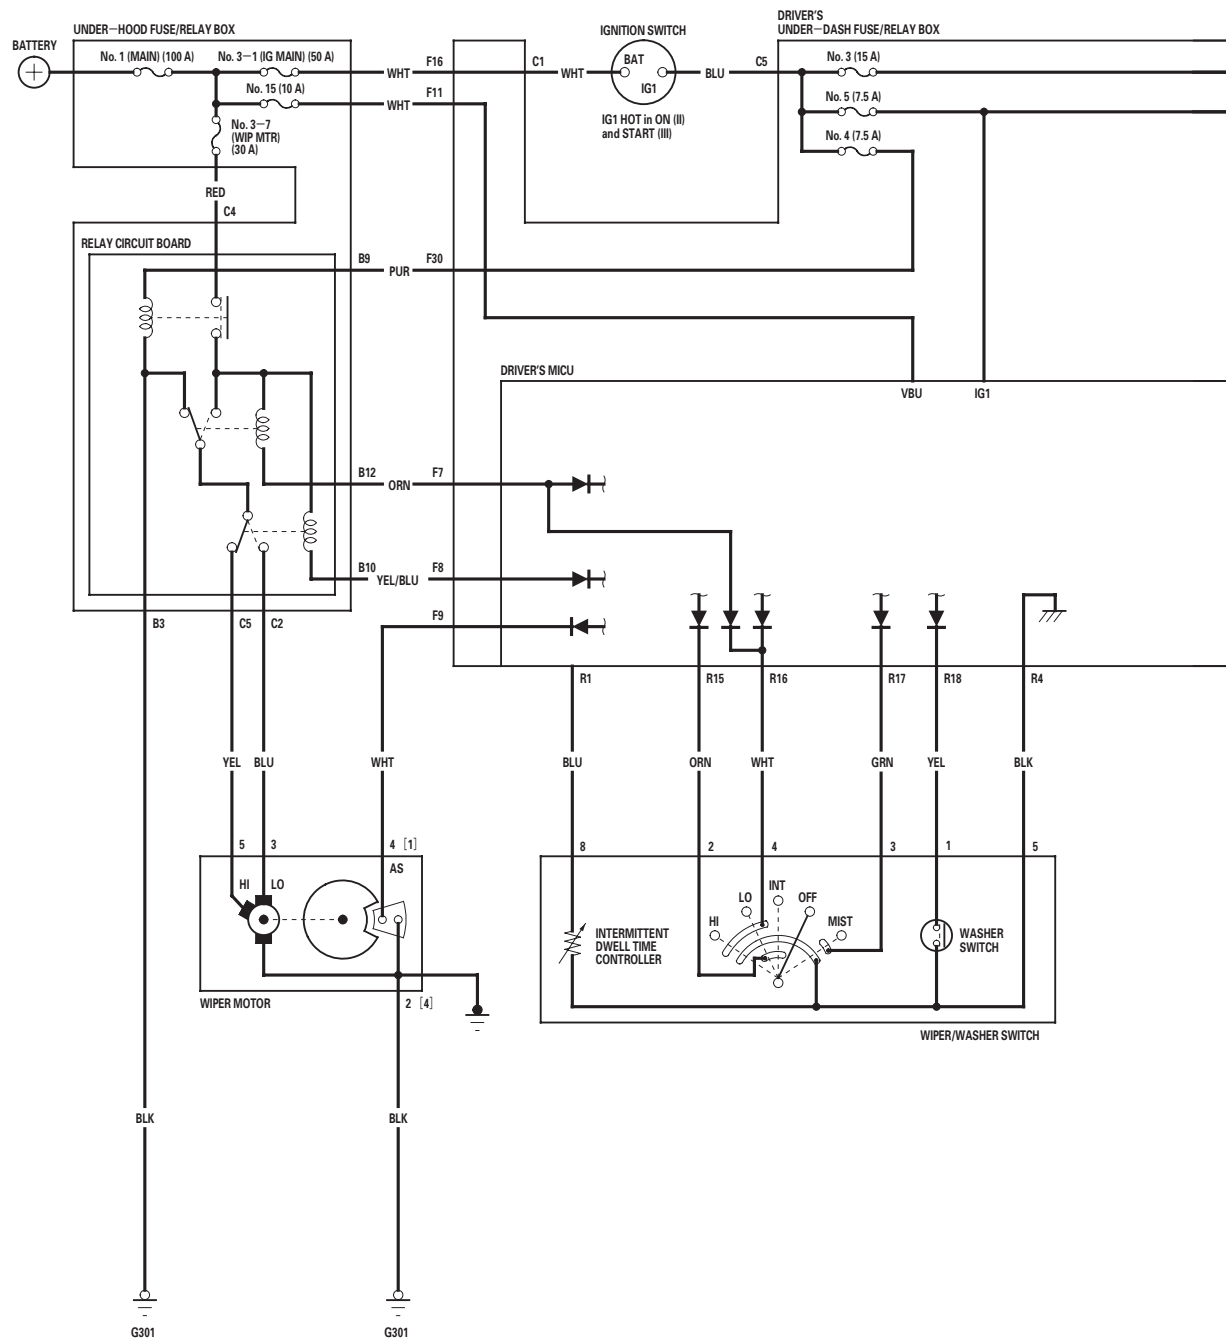 DRIVER'S
UNDER−DASH FUSE/RELAY BOX
UNDER−HOOD FUSE/RELAY BOX
IGNITION SWITCH
BATTERY
No. 1 (MAIN) (100 A)
No. 3−1 (IG MAIN) (50 A)
WHT
F16
C1
WHT
BAT
IG1
BLU
C5
No. 3 (15 A)
No. 15 (10 A)
WHT
F11
No. 5 (7.5 A)
IG1 HOT in ON (II)
and START (III)
No. 3−7
(WIP MTR)
(30 A)
No. 4 (7.5 A)
RED
C4
RELAY CIRCUIT BOARD
B9
PUR
F30
DRIVER'S MICU
VBU
IG1
B12
ORN
F7
B10
YEL/BLU
F8
B3
C5
C2
F9
R1
R15
R16
R17
R18
R4
YEL
BLU
WHT
BLU
ORN
WHT
GRN
YEL
BLK
5
3
4 [1]
8
2
4
3
1
5
AS
HI
LO
HI
LO
INT
OFF
MIST
INTERMITTENT
DWELL TIME
CONTROLLER
WASHER
SWITCH
WIPER MOTOR
2 [4]
WIPER/WASHER SWITCH
BLK
BLK
G301
G301